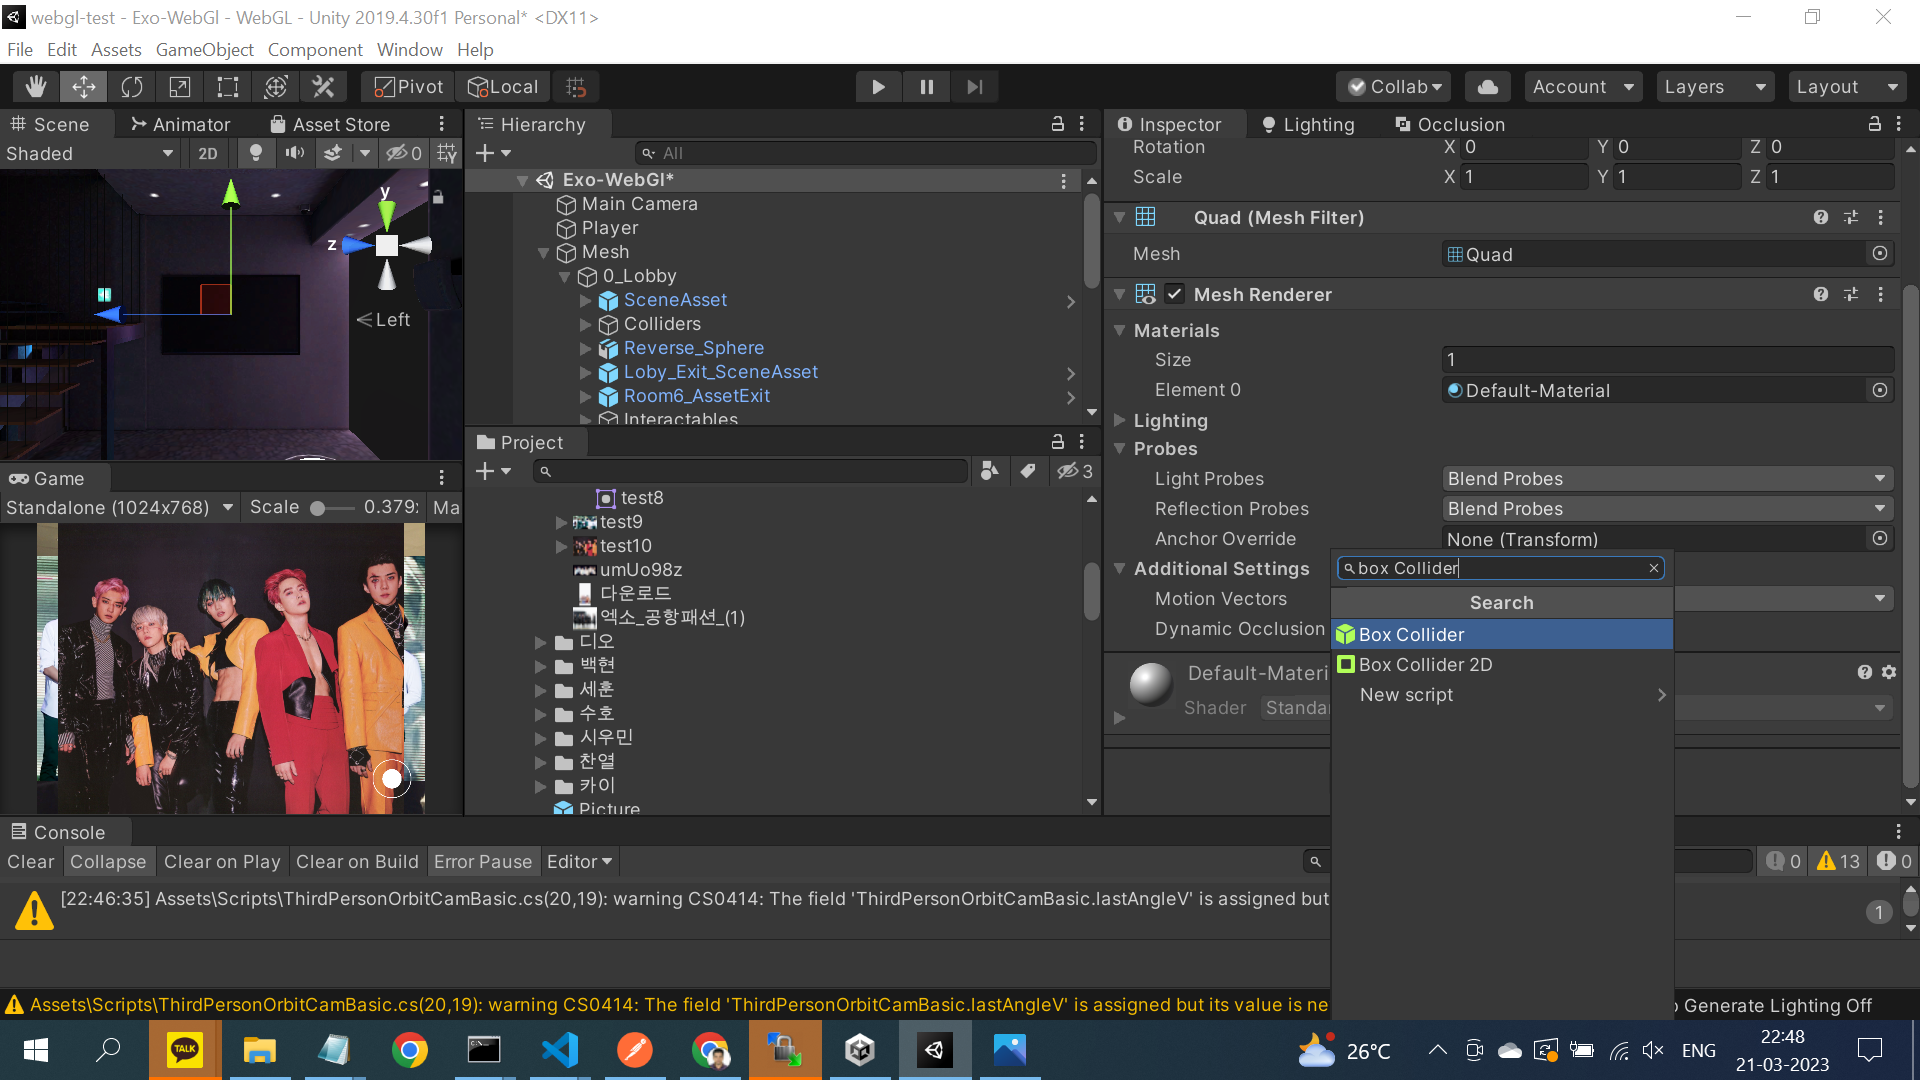 webgl-test - Exo-WebGl - WebGL - Unity 2019.4.30f1 Personal* <DX11>
File Edit Assets GameObject Component Window Help
Pivot Local Collab Account Layers Layout
Scene Animator Asset Store
Shaded 2D 0
y
z
Left
Game
Standalone (1024x768) Scale 0.379x Ma
Hierarchy
All
Exo-WebGl*
Main Camera
Player
Mesh
0_Lobby
SceneAsset
Colliders
Reverse_Sphere
Loby_Exit_SceneAsset
Room6_AssetExit
Interactables
Project
3
test8
test9
test10
umUo98z
다운로드
엑소_공항패션_(1)
디오
백현
세훈
수호
시우민
찬열
카이
Picture
Inspector Lighting Occlusion
Rotation X 0 Y 0 Z 0
Scale X 1 Y 1 Z 1
Quad (Mesh Filter)
Mesh Quad
Mesh Renderer
Materials
Size 1
Element 0 Default-Material
Lighting
Probes
Light Probes Blend Probes
Reflection Probes Blend Probes
Anchor Override None (Transform)
Additional Settings
Motion Vectors
Dynamic Occlusion
Default-Materi
Shader Standar
box Collider
Search
Box Collider
Box Collider 2D
New script
Console
Clear Collapse Clear on Play Clear on Build Error Pause Editor 0 13 0
[22:46:35] Assets\Scripts\ThirdPersonOrbitCamBasic.cs(20,19): warning CS0414: The field 'ThirdPersonOrbitCamBasic.lastAngleV' is assigned but
1
Assets\Scripts\ThirdPersonOrbitCamBasic.cs(20,19): warning CS0414: The field 'ThirdPersonOrbitCamBasic.lastAngleV' is assigned but its value is ne
Generate Lighting Off
TALK
26°C ENG
22:48
21-03-2023